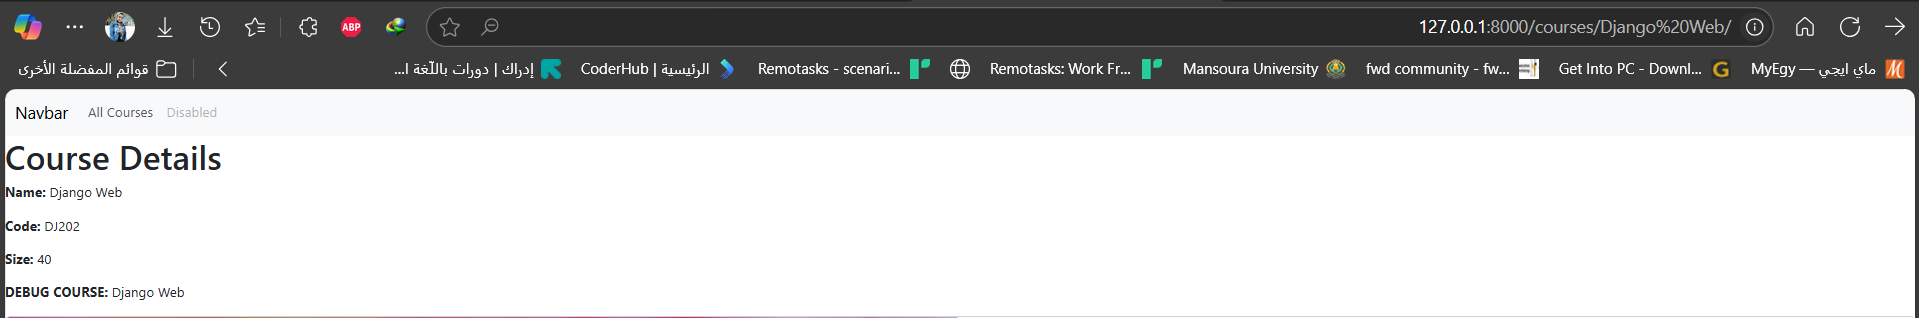 127.0.0.1:8000/courses/Django%20Web/
ABP
قوائم المفضلة الأخرى
إدراك | دورات باللّغة ا...
الرئيسية | CoderHub
Remotasks - scenari...
Remotasks: Work Fr...
Mansoura University
fwd community - fw...
Get Into PC - Downl...
MyEgy — ماي ايجي
Navbar All Courses Disabled
Course Details
Name: Django Web
Code: DJ202
Size: 40
DEBUG COURSE: Django Web